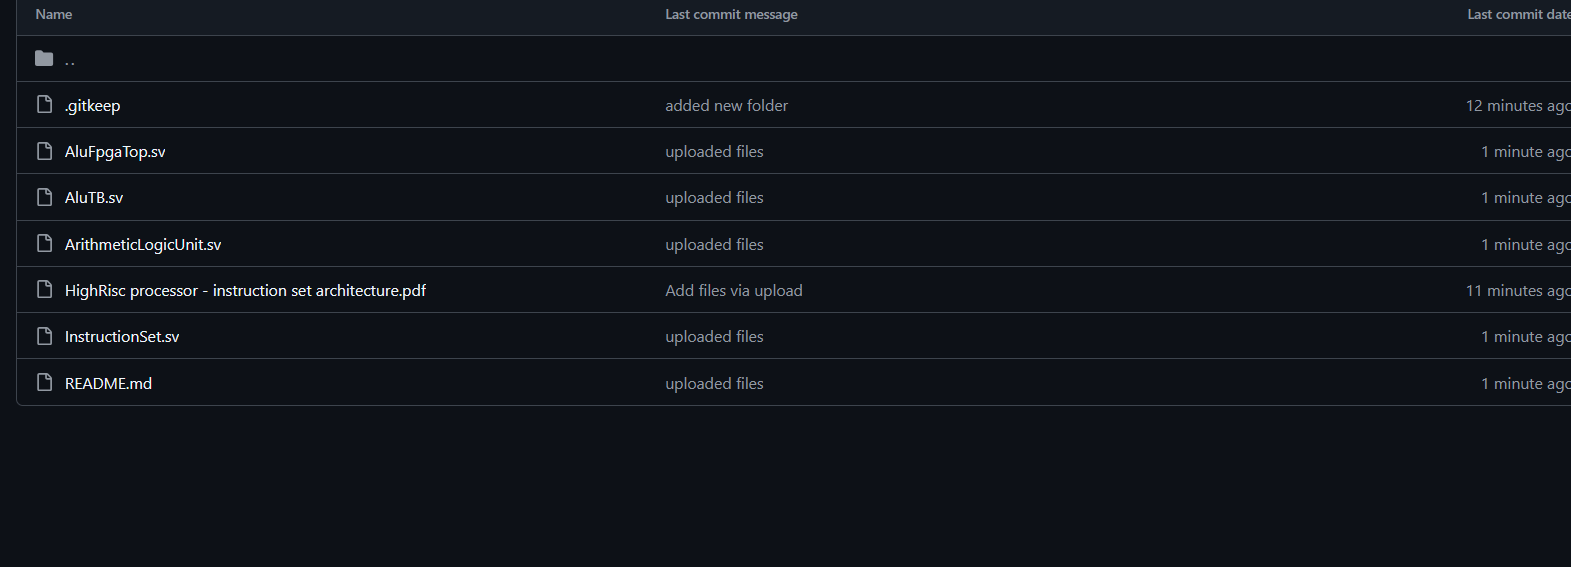 Name Last commit message Last commit date
..
.gitkeep added new folder 12 minutes ago
AluFpgaTop.sv uploaded files 1 minute ago
AluTB.sv uploaded files 1 minute ago
ArithmeticLogicUnit.sv uploaded files 1 minute ago
HighRisc processor - instruction set architecture.pdf Add files via upload 11 minutes ago
InstructionSet.sv uploaded files 1 minute ago
README.md uploaded files 1 minute ago